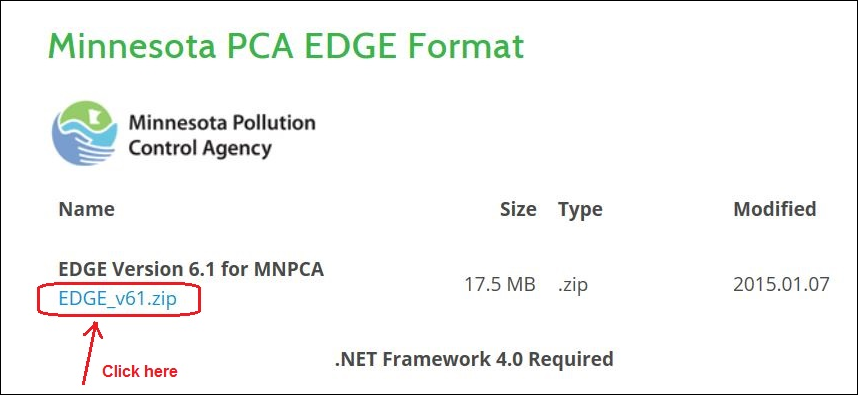 Minnesota PCA EDGE Format
Minnesota Pollution
Control Agency
Name Size Type Modified
EDGE Version 6.1 for MNPCA
EDGE_v61.zip 17.5 MB .zip 2015.01.07
Click here
.NET Framework 4.0 Required